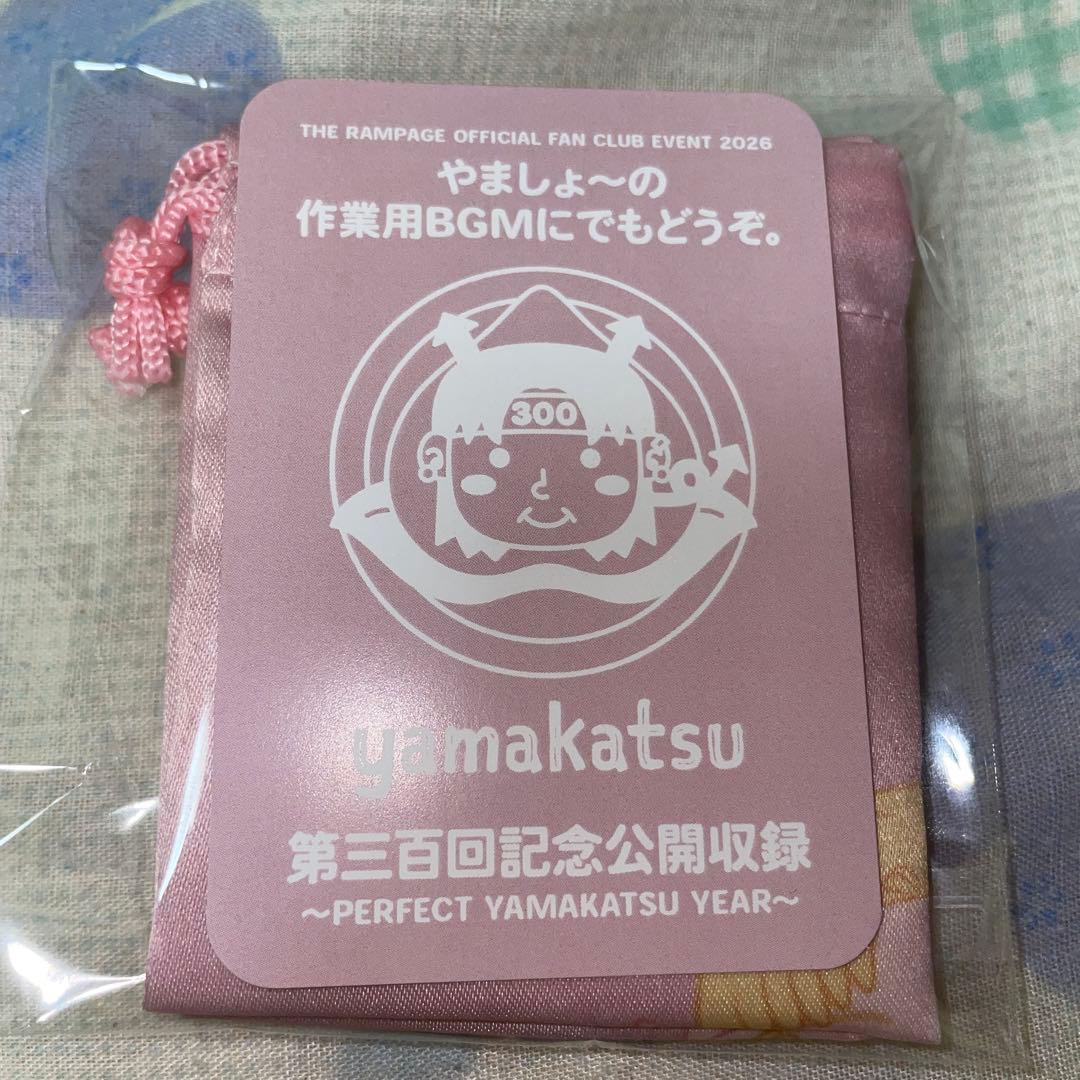 THE RAMPAGE OFFICIAL FAN CLUB EVENT 2026
やましょ～の
作業用BGMにでもどうぞ。
300
yamakatsu
第三百回記念公開収録
～PERFECT YAMAKATSU YEAR～